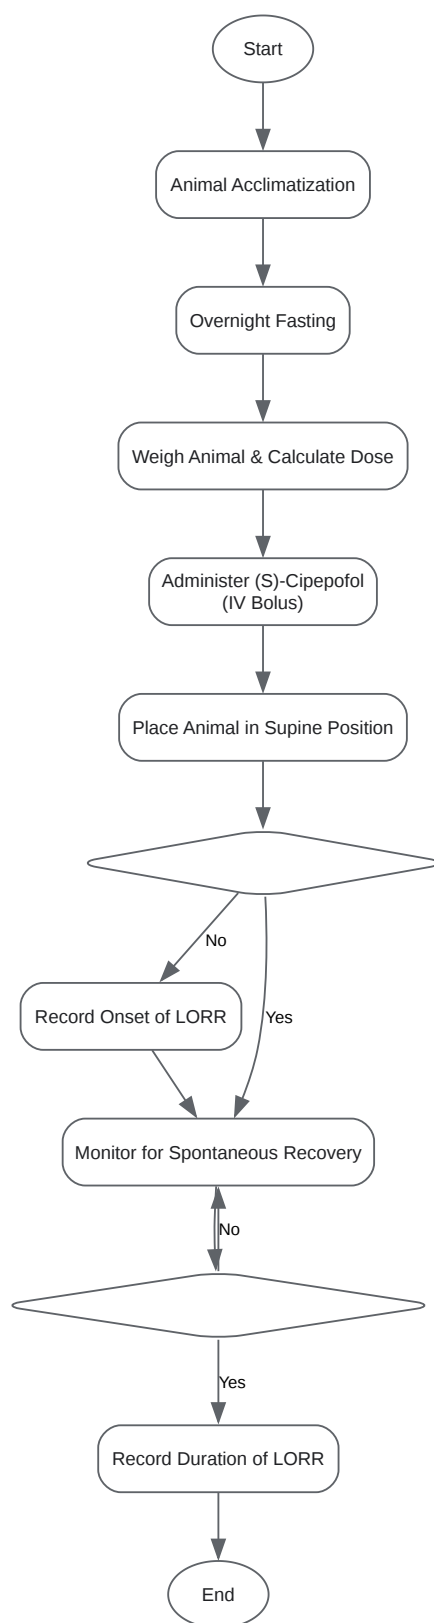 Start
Animal Acclimatization
Overnight Fasting
Weigh Animal & Calculate Dose
Administer (S)-Cipepofol
(IV Bolus)
Place Animal in Supine Position
No
Record Onset of LORR
Yes
Monitor for Spontaneous Recovery
No
Yes
Record Duration of LORR
End